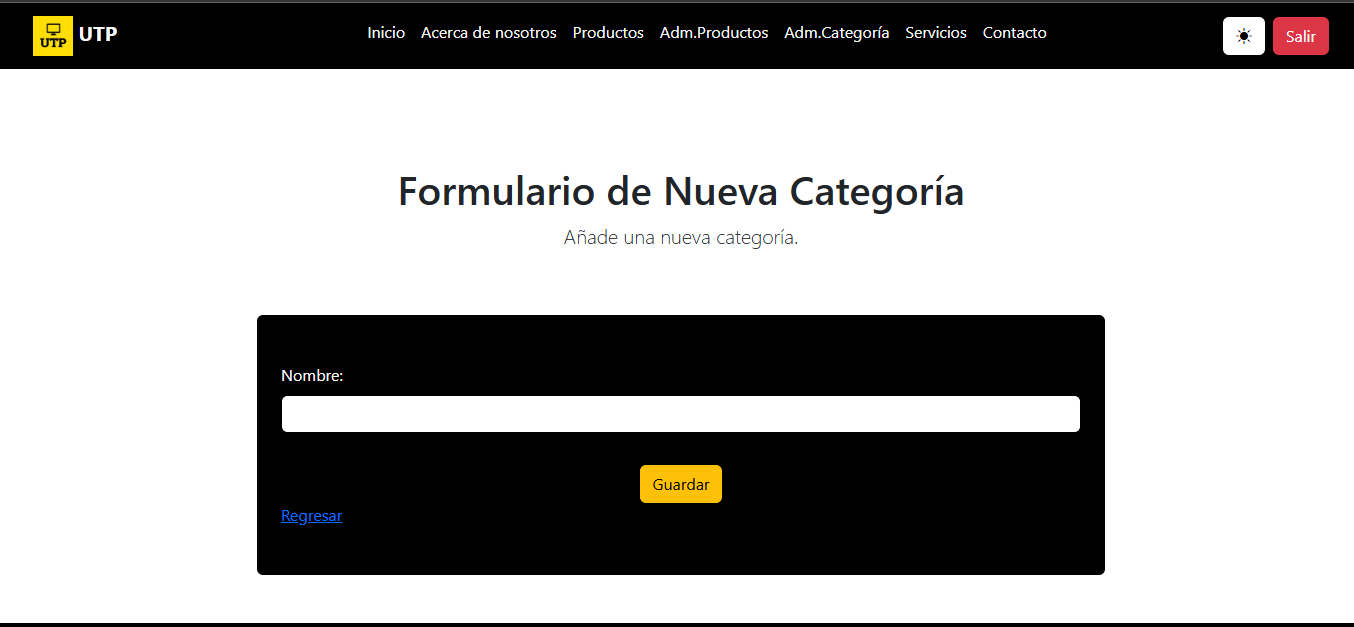 UTP UTP Inicio Acerca de nosotros Productos Adm.Productos Adm.Categoría Servicios Contacto Salir
Formulario de Nueva Categoría
Añade una nueva categoría.
Nombre:
Guardar
Regresar